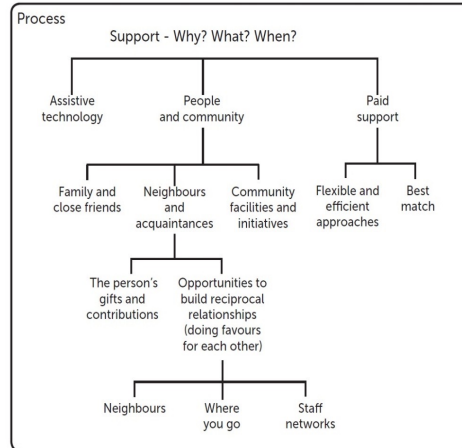 Process
Support - Why? What? When?
Assistive
technology
People
and community
Paid
support
Family and
close friends
Neighbours
and
acquaintances
Community
facilities and
initiatives
Flexible and
efficient
approaches
Best
match
The person's
gifts and
contributions
Opportunities to
build reciprocal
relationships
(doing favours
for each other)
Neighbours
Where
you go
Staff
networks